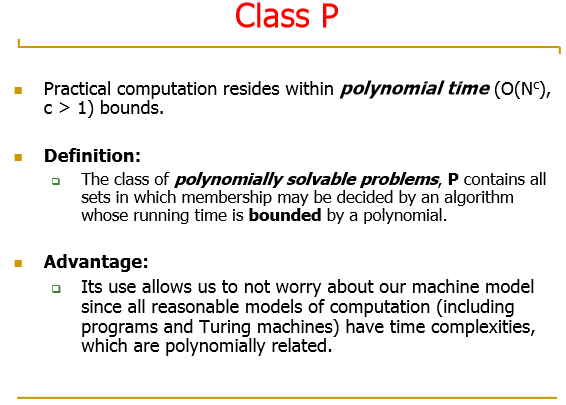 Class P
Practical computation resides within polynomial time (O(Nᶜ),
c > 1) bounds.
Definition:
The class of polynomially solvable problems, P contains all
sets in which membership may be decided by an algorithm
whose running time is bounded by a polynomial.
Advantage:
Its use allows us to not worry about our machine model
since all reasonable models of computation (including
programs and Turing machines) have time complexities,
which are polynomially related.